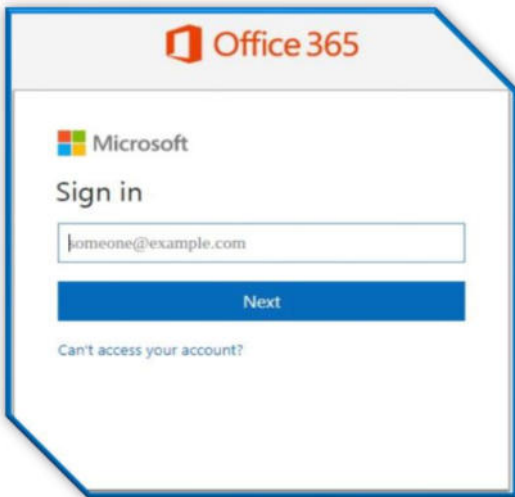 Office 365
Microsoft
Sign in
someone@example.com
Next
Can't access your account?